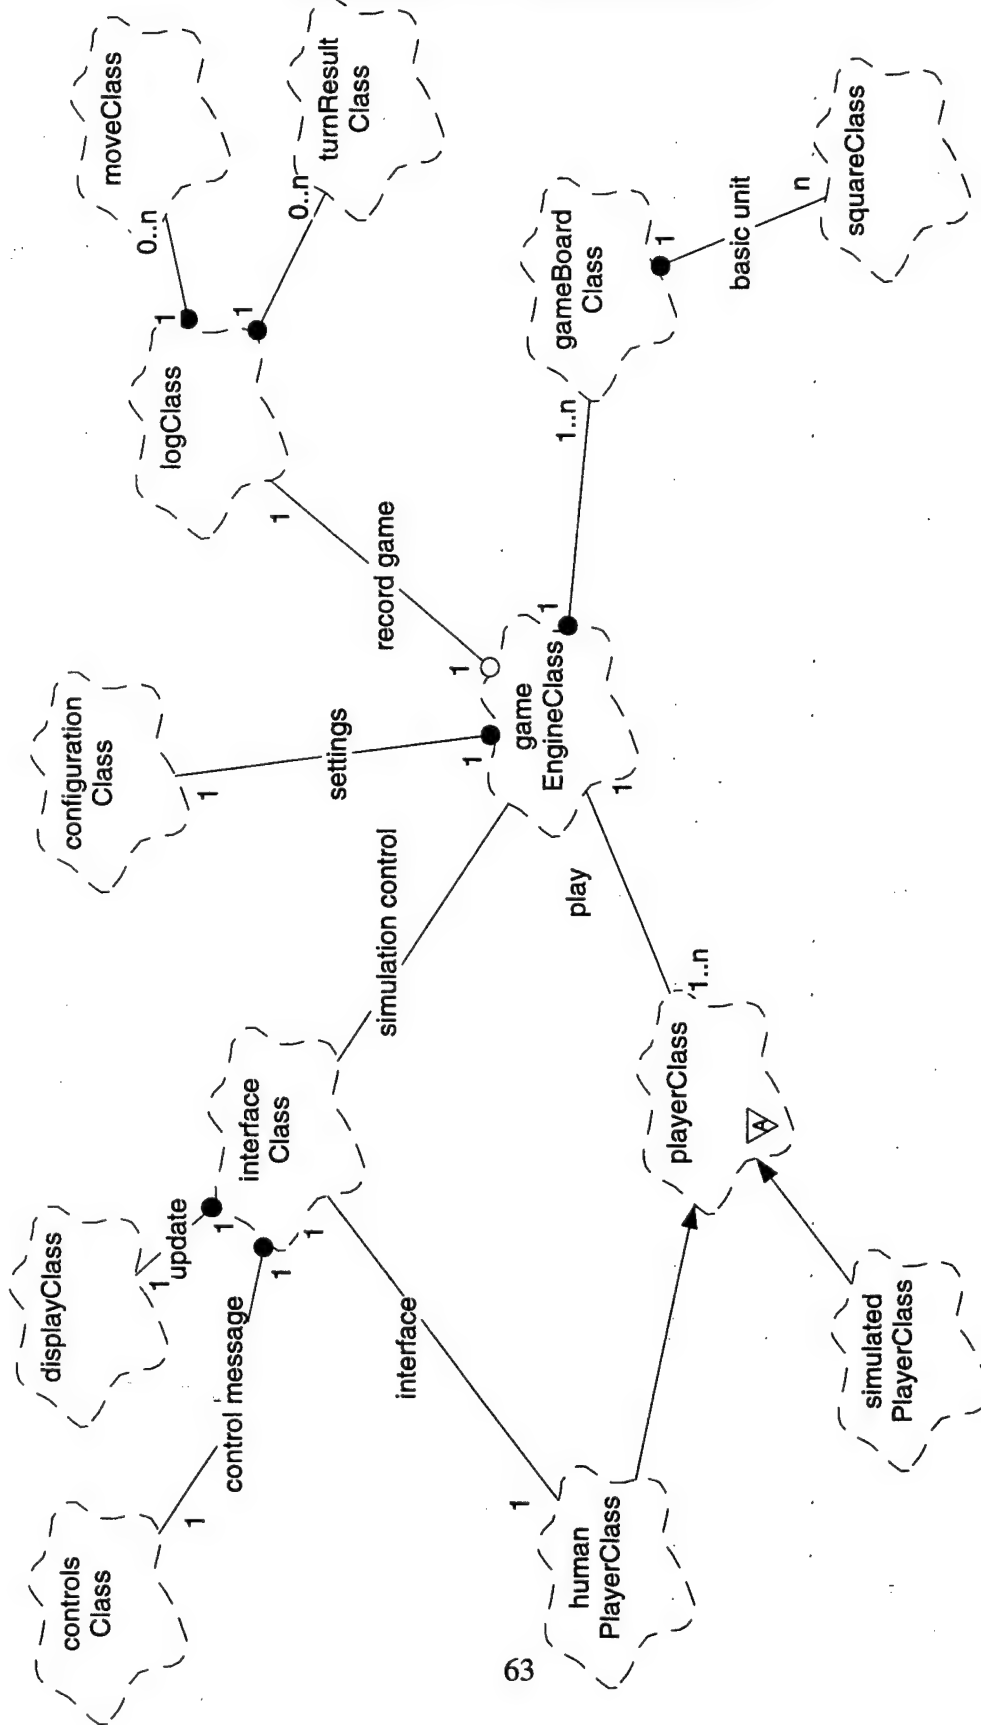 controls
Class
1
control message
1
displayClass
1
update
1
interface
Class
1
interface
1
human
PlayerClass
simulation control
configuration
Class
1
settings
1
game
EngineClass
1
record game
1
logClass
1
0..n
moveClass
1
0..n
turnResult
Class
1
1..n
gameBoard
Class
1
basic unit
n
squareClass
1
play
1..n
playerClass
A
simulated
PlayerClass
63